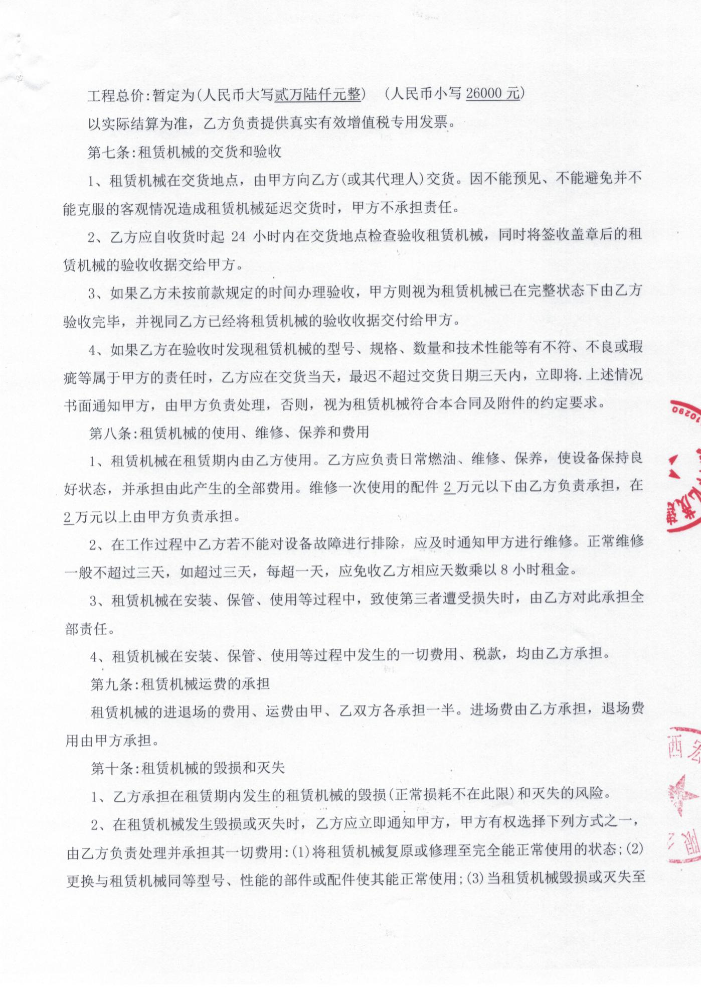 工程总价:暂定为(人民币大写贰万陆仟元整) (人民币小写 26000 元)
以实际结算为准，乙方负责提供真实有效增值税专用发票。
第七条:租赁机械的交货和验收
1、租赁机械在交货地点，由甲方向乙方(或其代理人)交货。因不能预见、不能避免并不
能克服的客观情况造成租赁机械延迟交货时，甲方不承担责任。
2、乙方应自收货时起 24 小时内在交货地点检查验收租赁机械，同时将签收盖章后的租
赁机械的验收收据交给甲方。
3、如果乙方未按前款规定的时间办理验收，甲方则视为租赁机械已在完整状态下由乙方
验收完毕，并视同乙方已经将租赁机械的验收收据交付给甲方。
4、如果乙方在验收时发现租赁机械的型号、规格、数量和技术性能等有不符、不良或瑕
疵等属于甲方的责任时，乙方应在交货当天，最迟不超过交货日期三天内，立即将.上述情况
书面通知甲方，由甲方负责处理，否则，视为租赁机械符合本合同及附件的约定要求。
第八条:租赁机械的使用、维修、保养和费用
1、租赁机械在租赁期内由乙方使用。乙方应负责日常燃油、维修、保养，使设备保持良
好状态，并承担由此产生的全部费用。维修一次使用的配件 2 万元以下由乙方负责承担，在
2 万元以上由甲方负责承担。
2、在工作过程中乙方若不能对设备故障进行排除，应及时通知甲方进行维修。正常维修
一般不超过三天，如超过三天，每超一天，应免收乙方相应天数乘以 8 小时租金。
3、租赁机械在安装、保管、使用等过程中，致使第三者遭受损失时，由乙方对此承担全
部责任。
4、租赁机械在安装、保管、使用等过程中发生的一切费用、税款，均由乙方承担。
第九条:租赁机械运费的承担
租赁机械的进退场的费用、运费由甲、乙双方各承担一半。进场费由乙方承担，退场费
用由甲方承担。
第十条:租赁机械的毁损和灭失
1、乙方承担在租赁期内发生的租赁机械的毁损(正常损耗不在此限)和灭失的风险。
2、在租赁机械发生毁损或灭失时，乙方应立即通知甲方，甲方有权选择下列方式之一，
由乙方负责处理并承担其一切费用:(1)将租赁机械复原或修理至完全能正常使用的状态;(2)
更换与租赁机械同等型号、性能的部件或配件使其能正常使用;(3)当租赁机械毁损或灭失至
10290
茂建
西宏
限